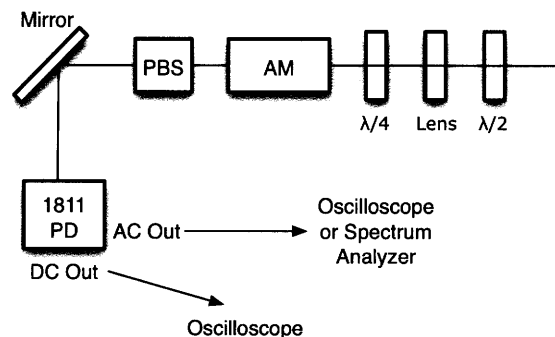 Mirror
PBS
AM
λ/4
Lens
λ/2
1811
PD
AC Out
DC Out
Oscilloscope
or Spectrum
Analyzer
Oscilloscope